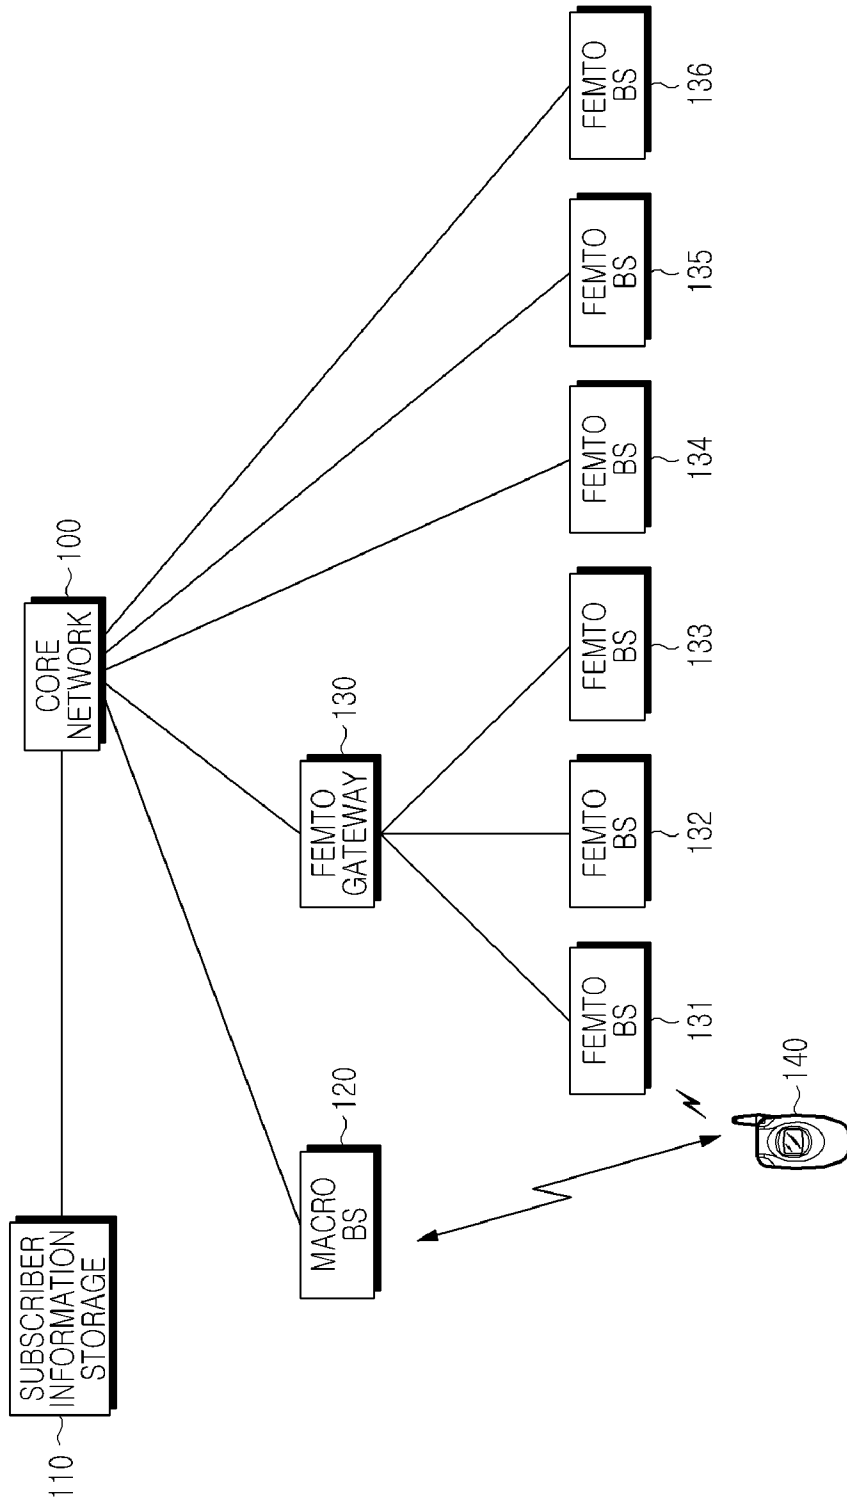 SUBSCRIBER
INFORMATION
STORAGE
110
CORE
NETWORK
100
MACRO
BS
120
FEMTO
GATEWAY
130
FEMTO
BS
131
FEMTO
BS
132
FEMTO
BS
133
FEMTO
BS
134
FEMTO
BS
135
FEMTO
BS
136
140